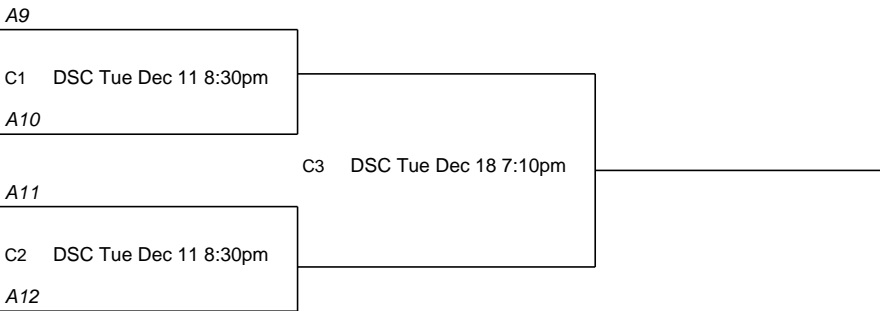 A9
C1 DSC Tue Dec 11 8:30pm
A10
C3 DSC Tue Dec 18 7:10pm
A11
C2 DSC Tue Dec 11 8:30pm
A12